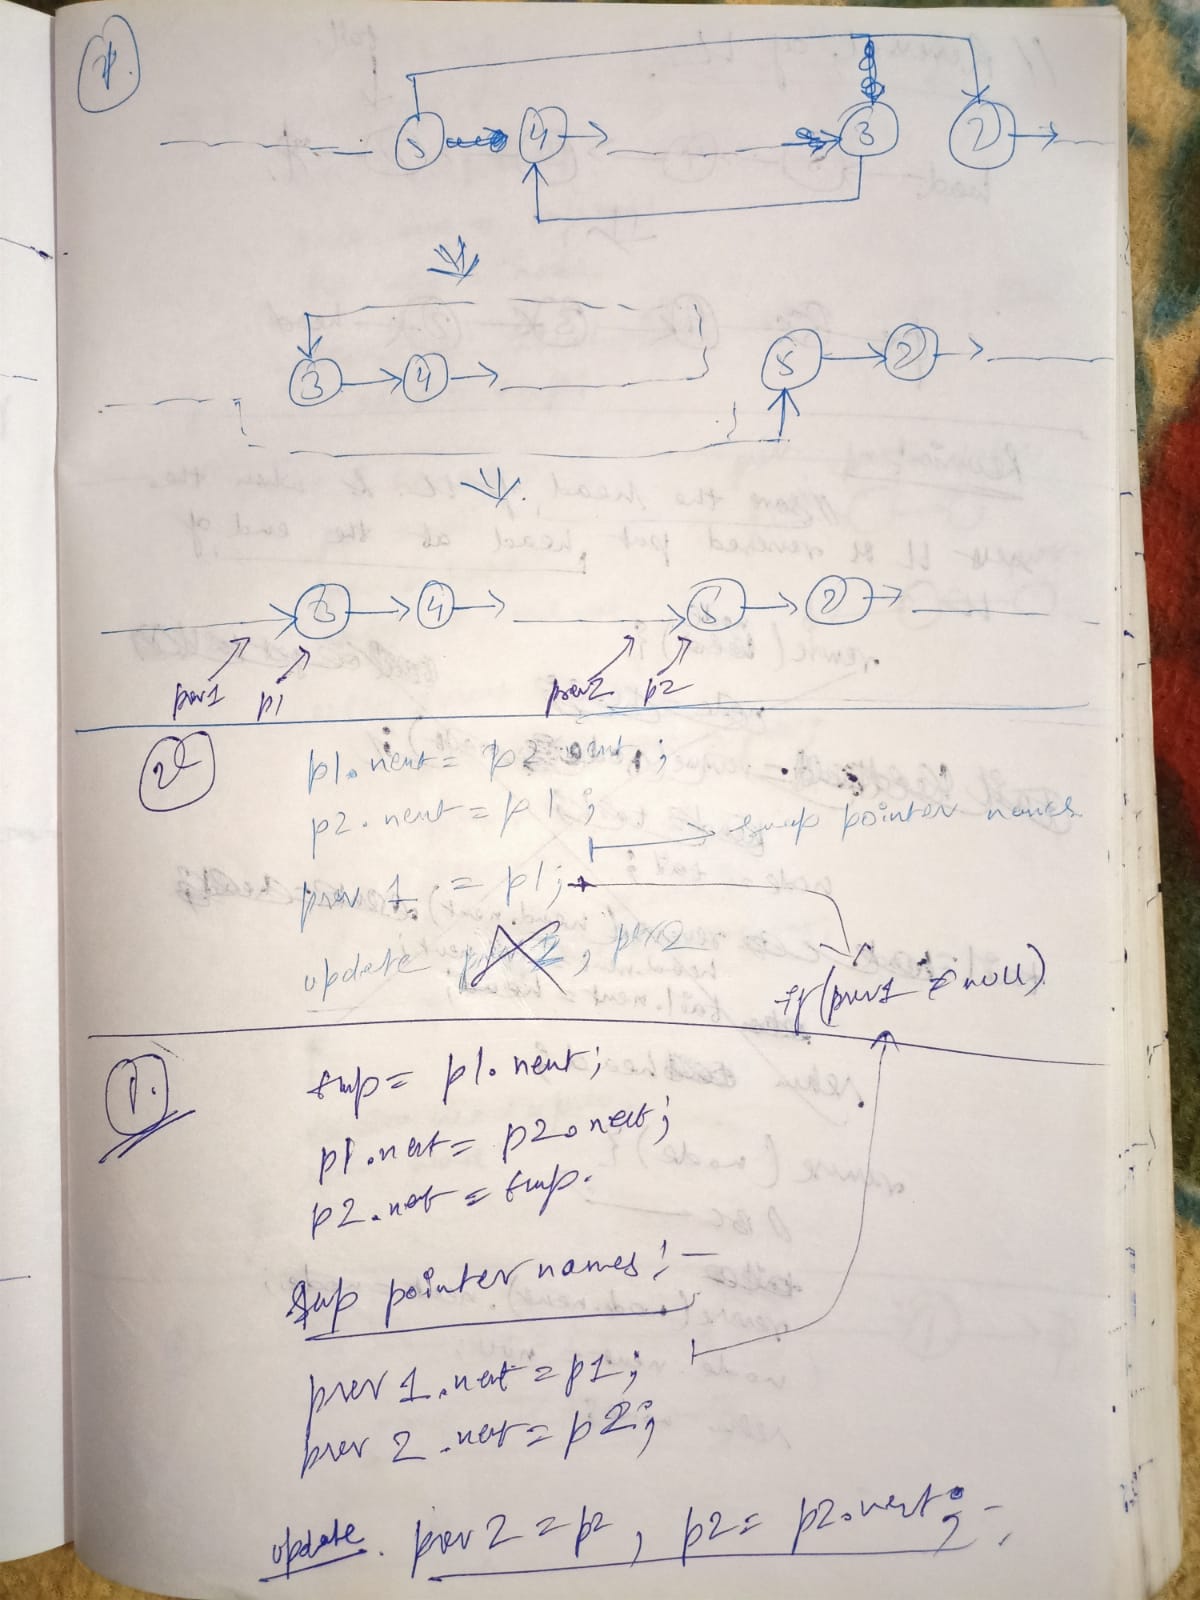 1.
5 4 3 2
3 4 5 2
3 4 5 2
prev1 p1 prev2 p2
2
p1.next = p2.next;
p2.next = p1;
swap pointer names
prev1. = p1;
update , prev2
if(prev1 ≠ null)
1.
tmp = p1.next;
p1.next = p2.next;
p2.next = tmp.
Swap pointer names:-
prev1.next = p1;
prev2.next = p2;
update. prev2 = p2, p2 = p2.next;